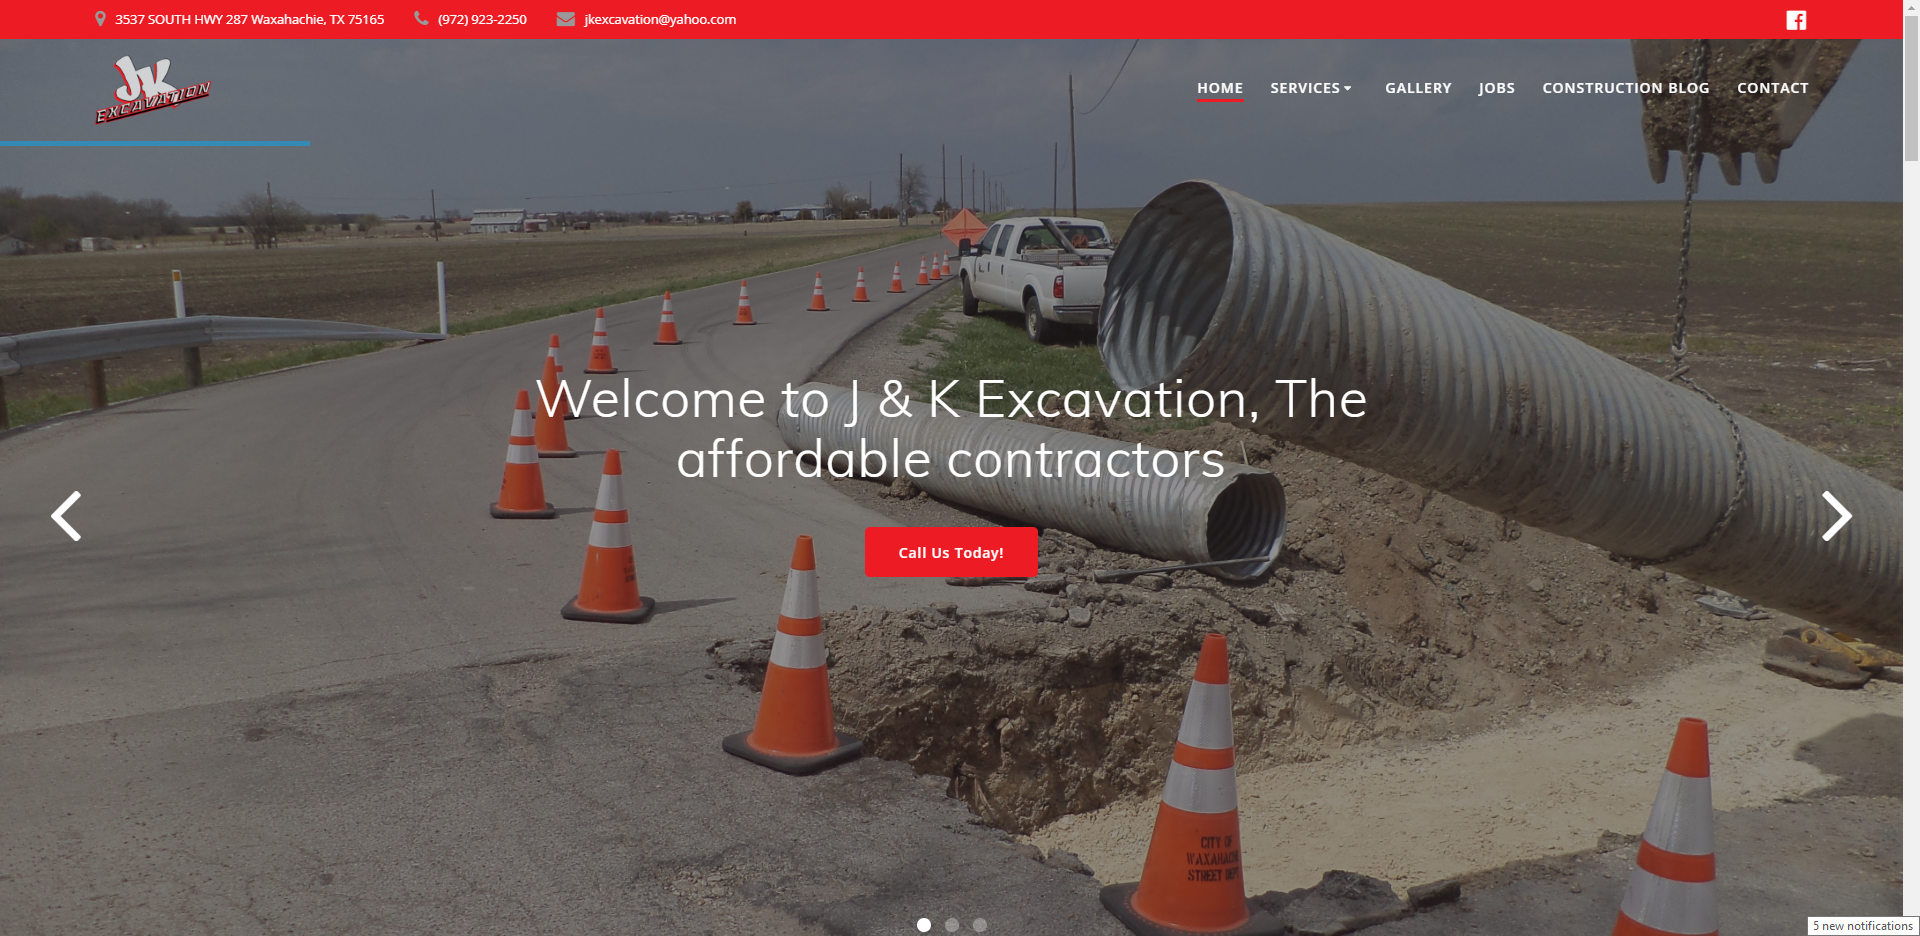 3537 SOUTH HWY 287 Waxahachie, TX 75165
(972) 923-2250
jkexcavation@yahoo.com
JK
EXCAVATION
HOME
SERVICES
GALLERY
JOBS
CONSTRUCTION BLOG
CONTACT
Welcome to J & K Excavation, The
affordable contractors
Call Us Today!
CITY OF
WAXAHACHIE
STREET DEPT
5 new notifications